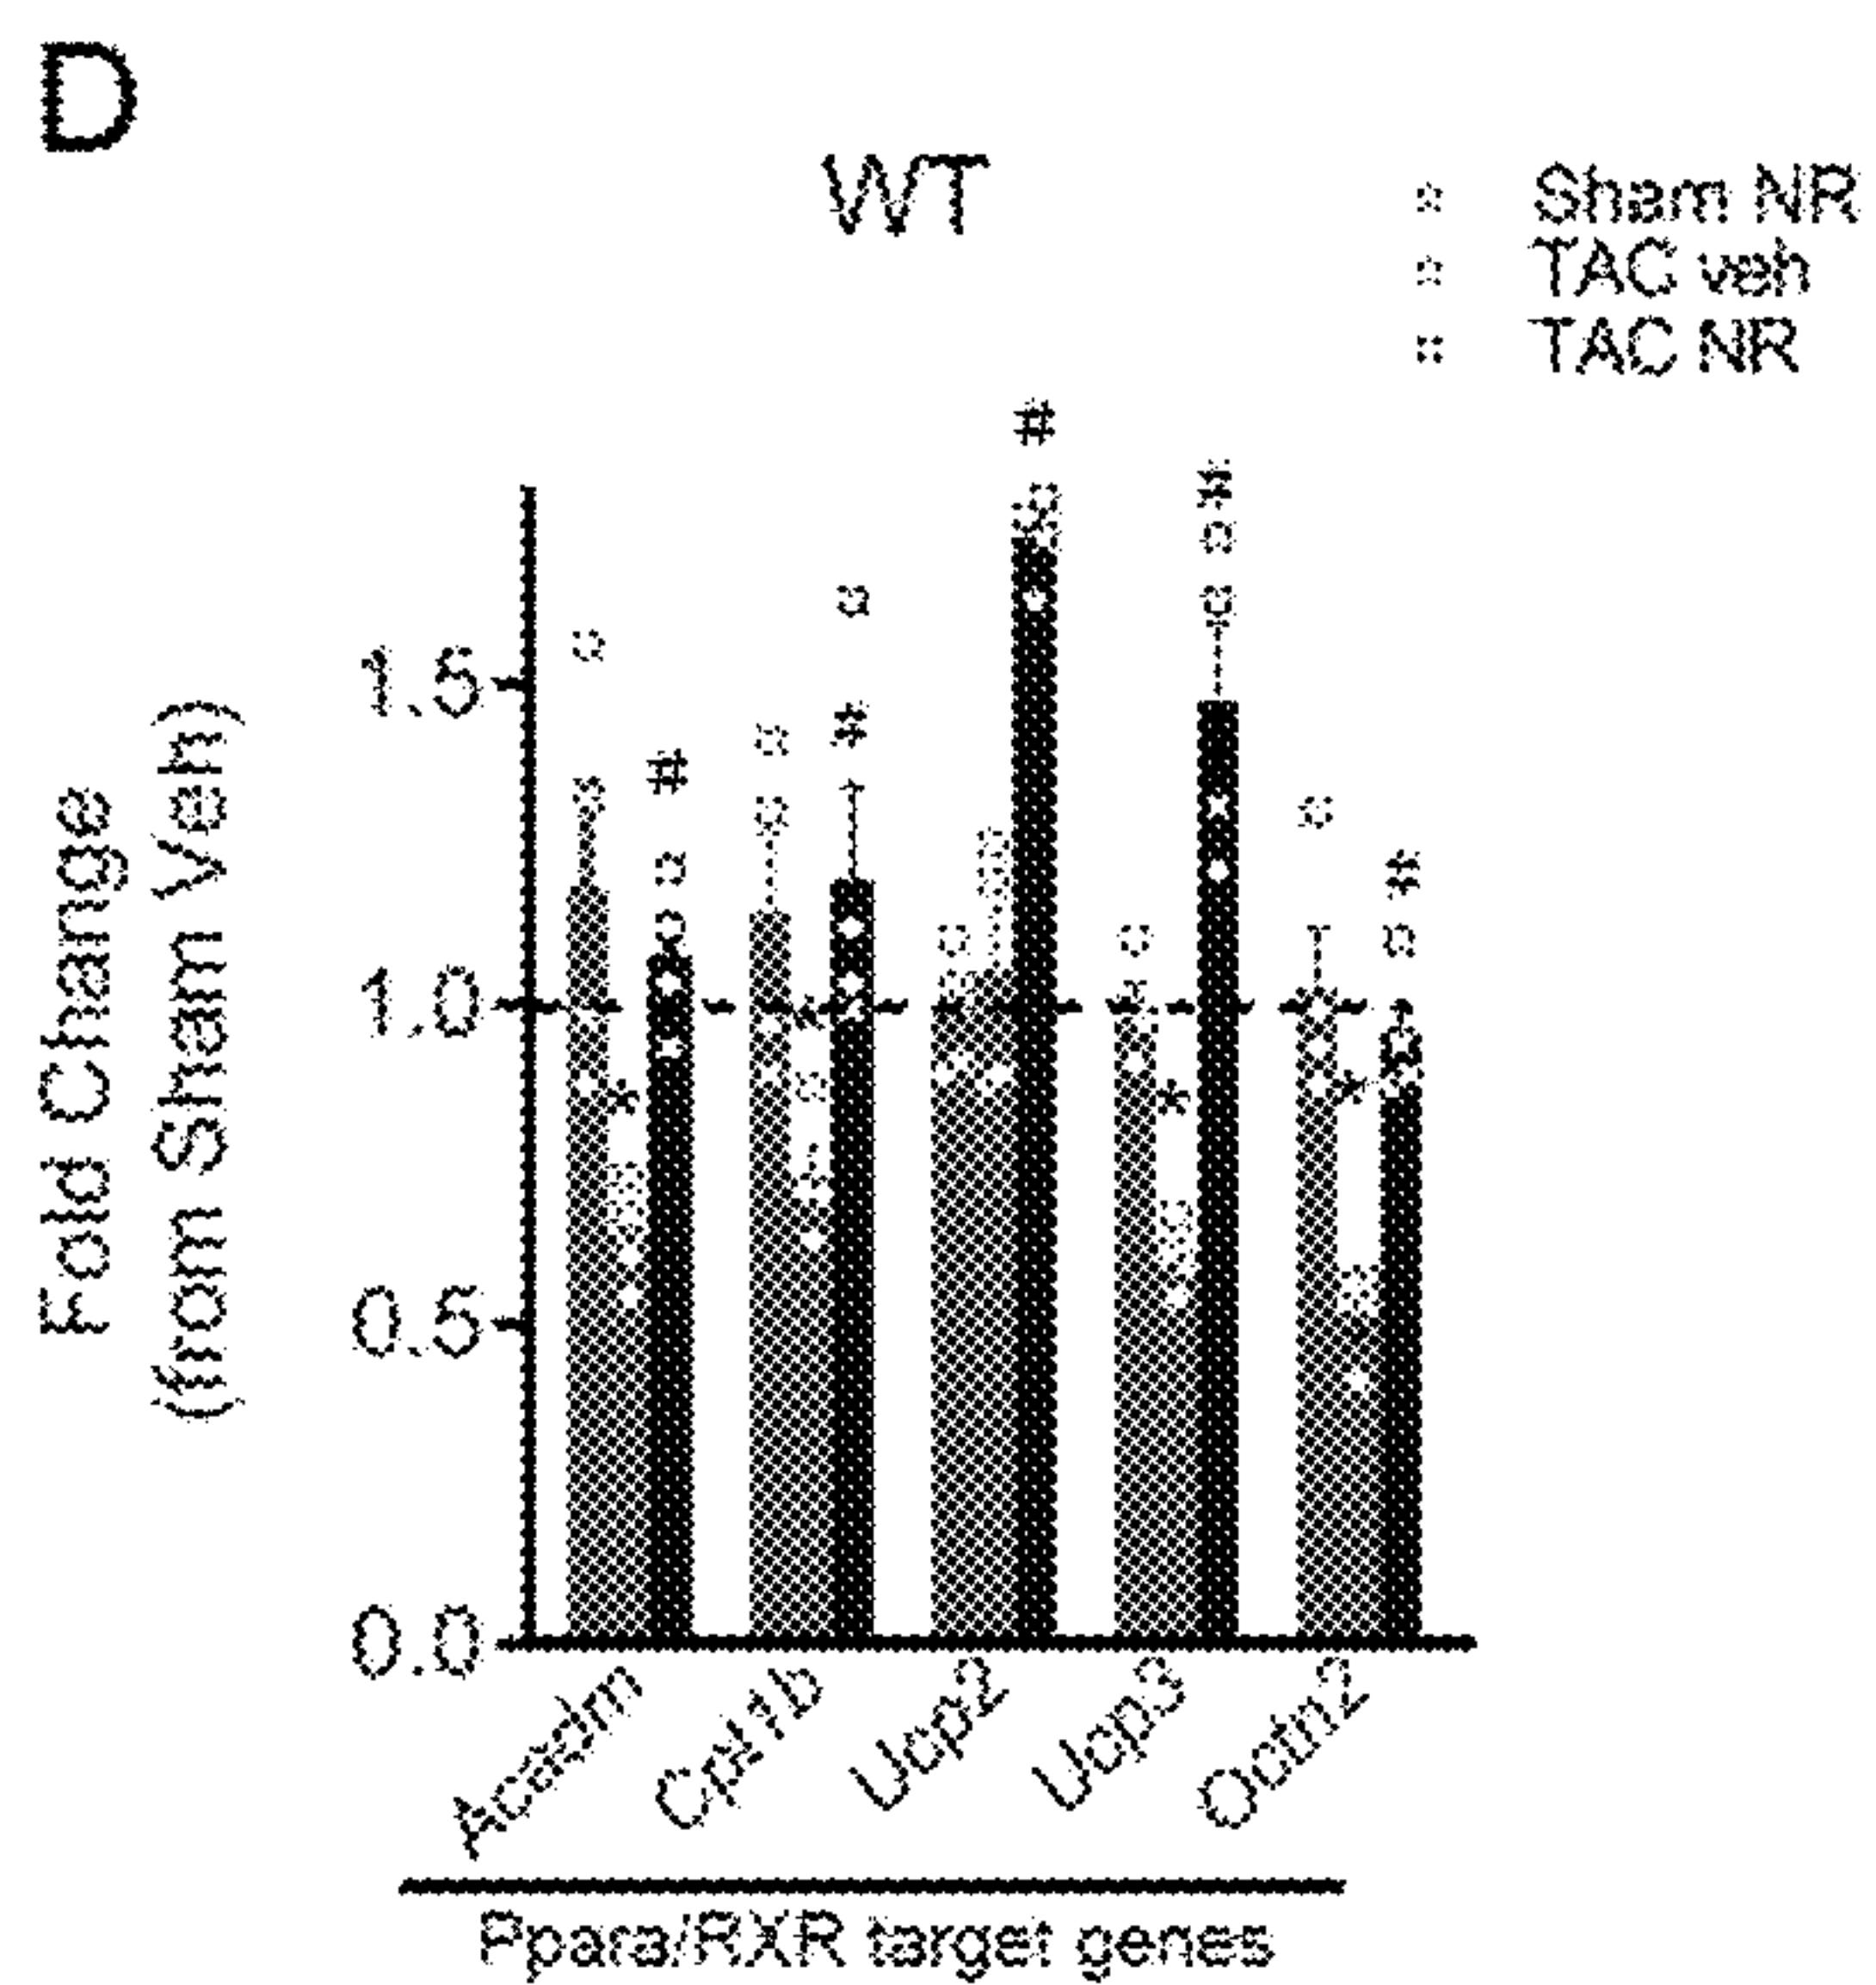 D
WT
Sham NR
TAC veh
TAC NR
Fold Change
(from Sham Veh)
1.5
1.0
0.5
0.0
#
#
#
#
#
*
*
*
*
Acadm
Cpt1b
Ucp2
Ucp3
Octn2
Ppara/RXR target genes